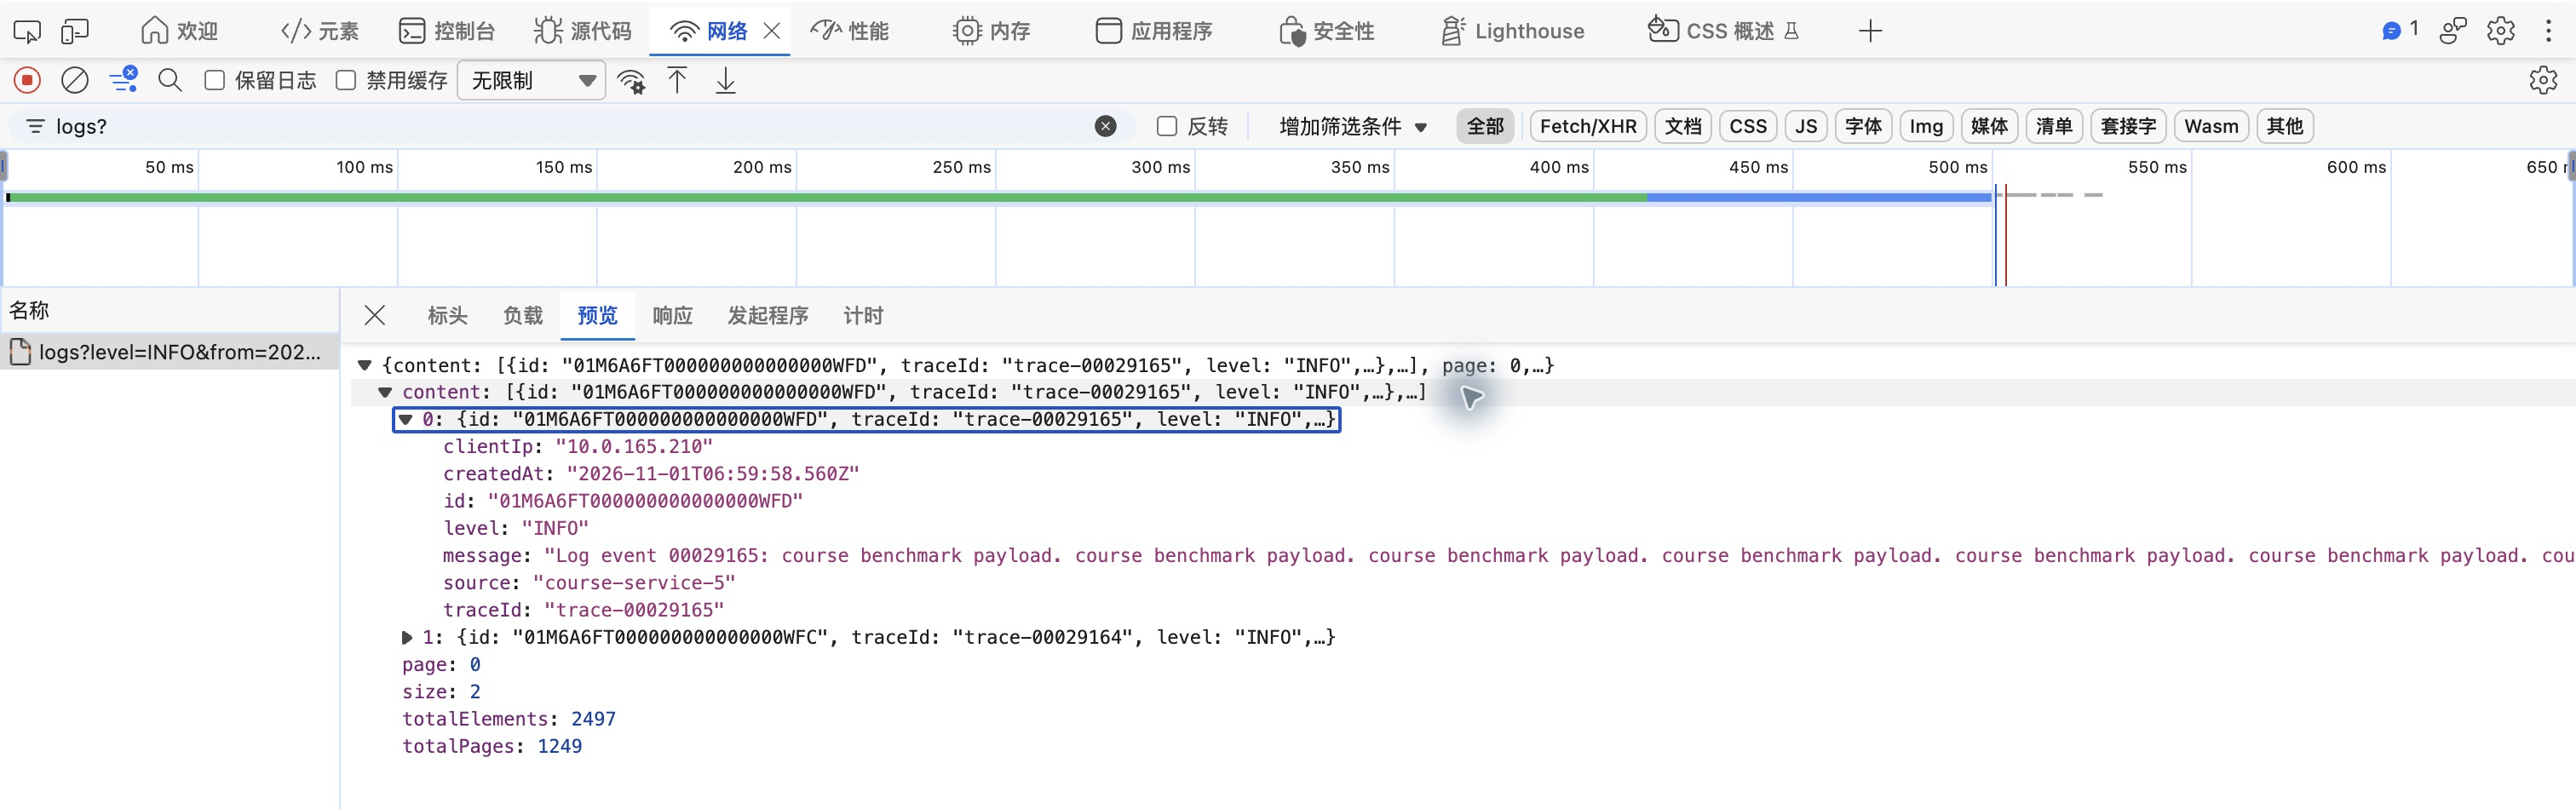 欢迎 </> 元素 控制台 源代码 网络 性能 内存 应用程序 安全性 Lighthouse CSS 概述 1
保留日志 禁用缓存 无限制
logs? 反转 增加筛选条件 全部 Fetch/XHR 文档 CSS JS 字体 Img 媒体 清单 套接字 Wasm 其他
50 ms 100 ms 150 ms 200 ms 250 ms 300 ms 350 ms 400 ms 450 ms 500 ms 550 ms 600 ms 650
名称
logs?level=INFO&from=202...
标头 负载 预览 响应 发起程序 计时
{content: [{id: "01M6A6FT000000000000000WFD", traceId: "trace-00029165", level: "INFO",…},…], page: 0,…}
content: [{id: "01M6A6FT000000000000000WFD", traceId: "trace-00029165", level: "INFO",…},…]
0: {id: "01M6A6FT000000000000000WFD", traceId: "trace-00029165", level: "INFO",…}
clientIp: "10.0.165.210"
createdAt: "2026-11-01T06:59:58.560Z"
id: "01M6A6FT000000000000000WFD"
level: "INFO"
message: "Log event 00029165: course benchmark payload. course benchmark payload. course benchmark payload. course benchmark payload. course benchmark payload. course benchmark payload. cou
source: "course-service-5"
traceId: "trace-00029165"
1: {id: "01M6A6FT000000000000000WFC", traceId: "trace-00029164", level: "INFO",…}
page: 0
size: 2
totalElements: 2497
totalPages: 1249